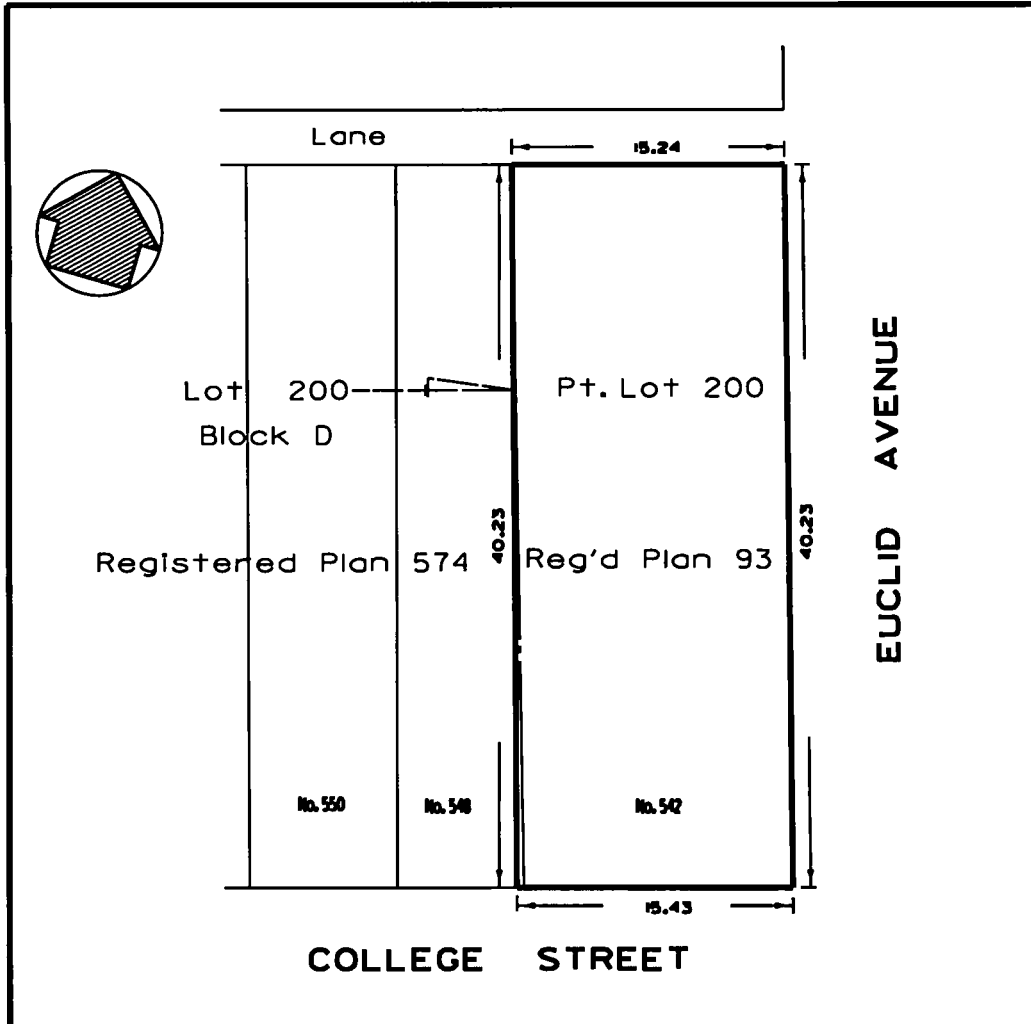 Lane
15.24
Lot 200
Pt. Lot 200
Block D
EUCLID AVENUE
40.23
40.23
Registered Plan 574
Reg'd Plan 93
No. 550
No. 548
No. 542
15.43
COLLEGE STREET